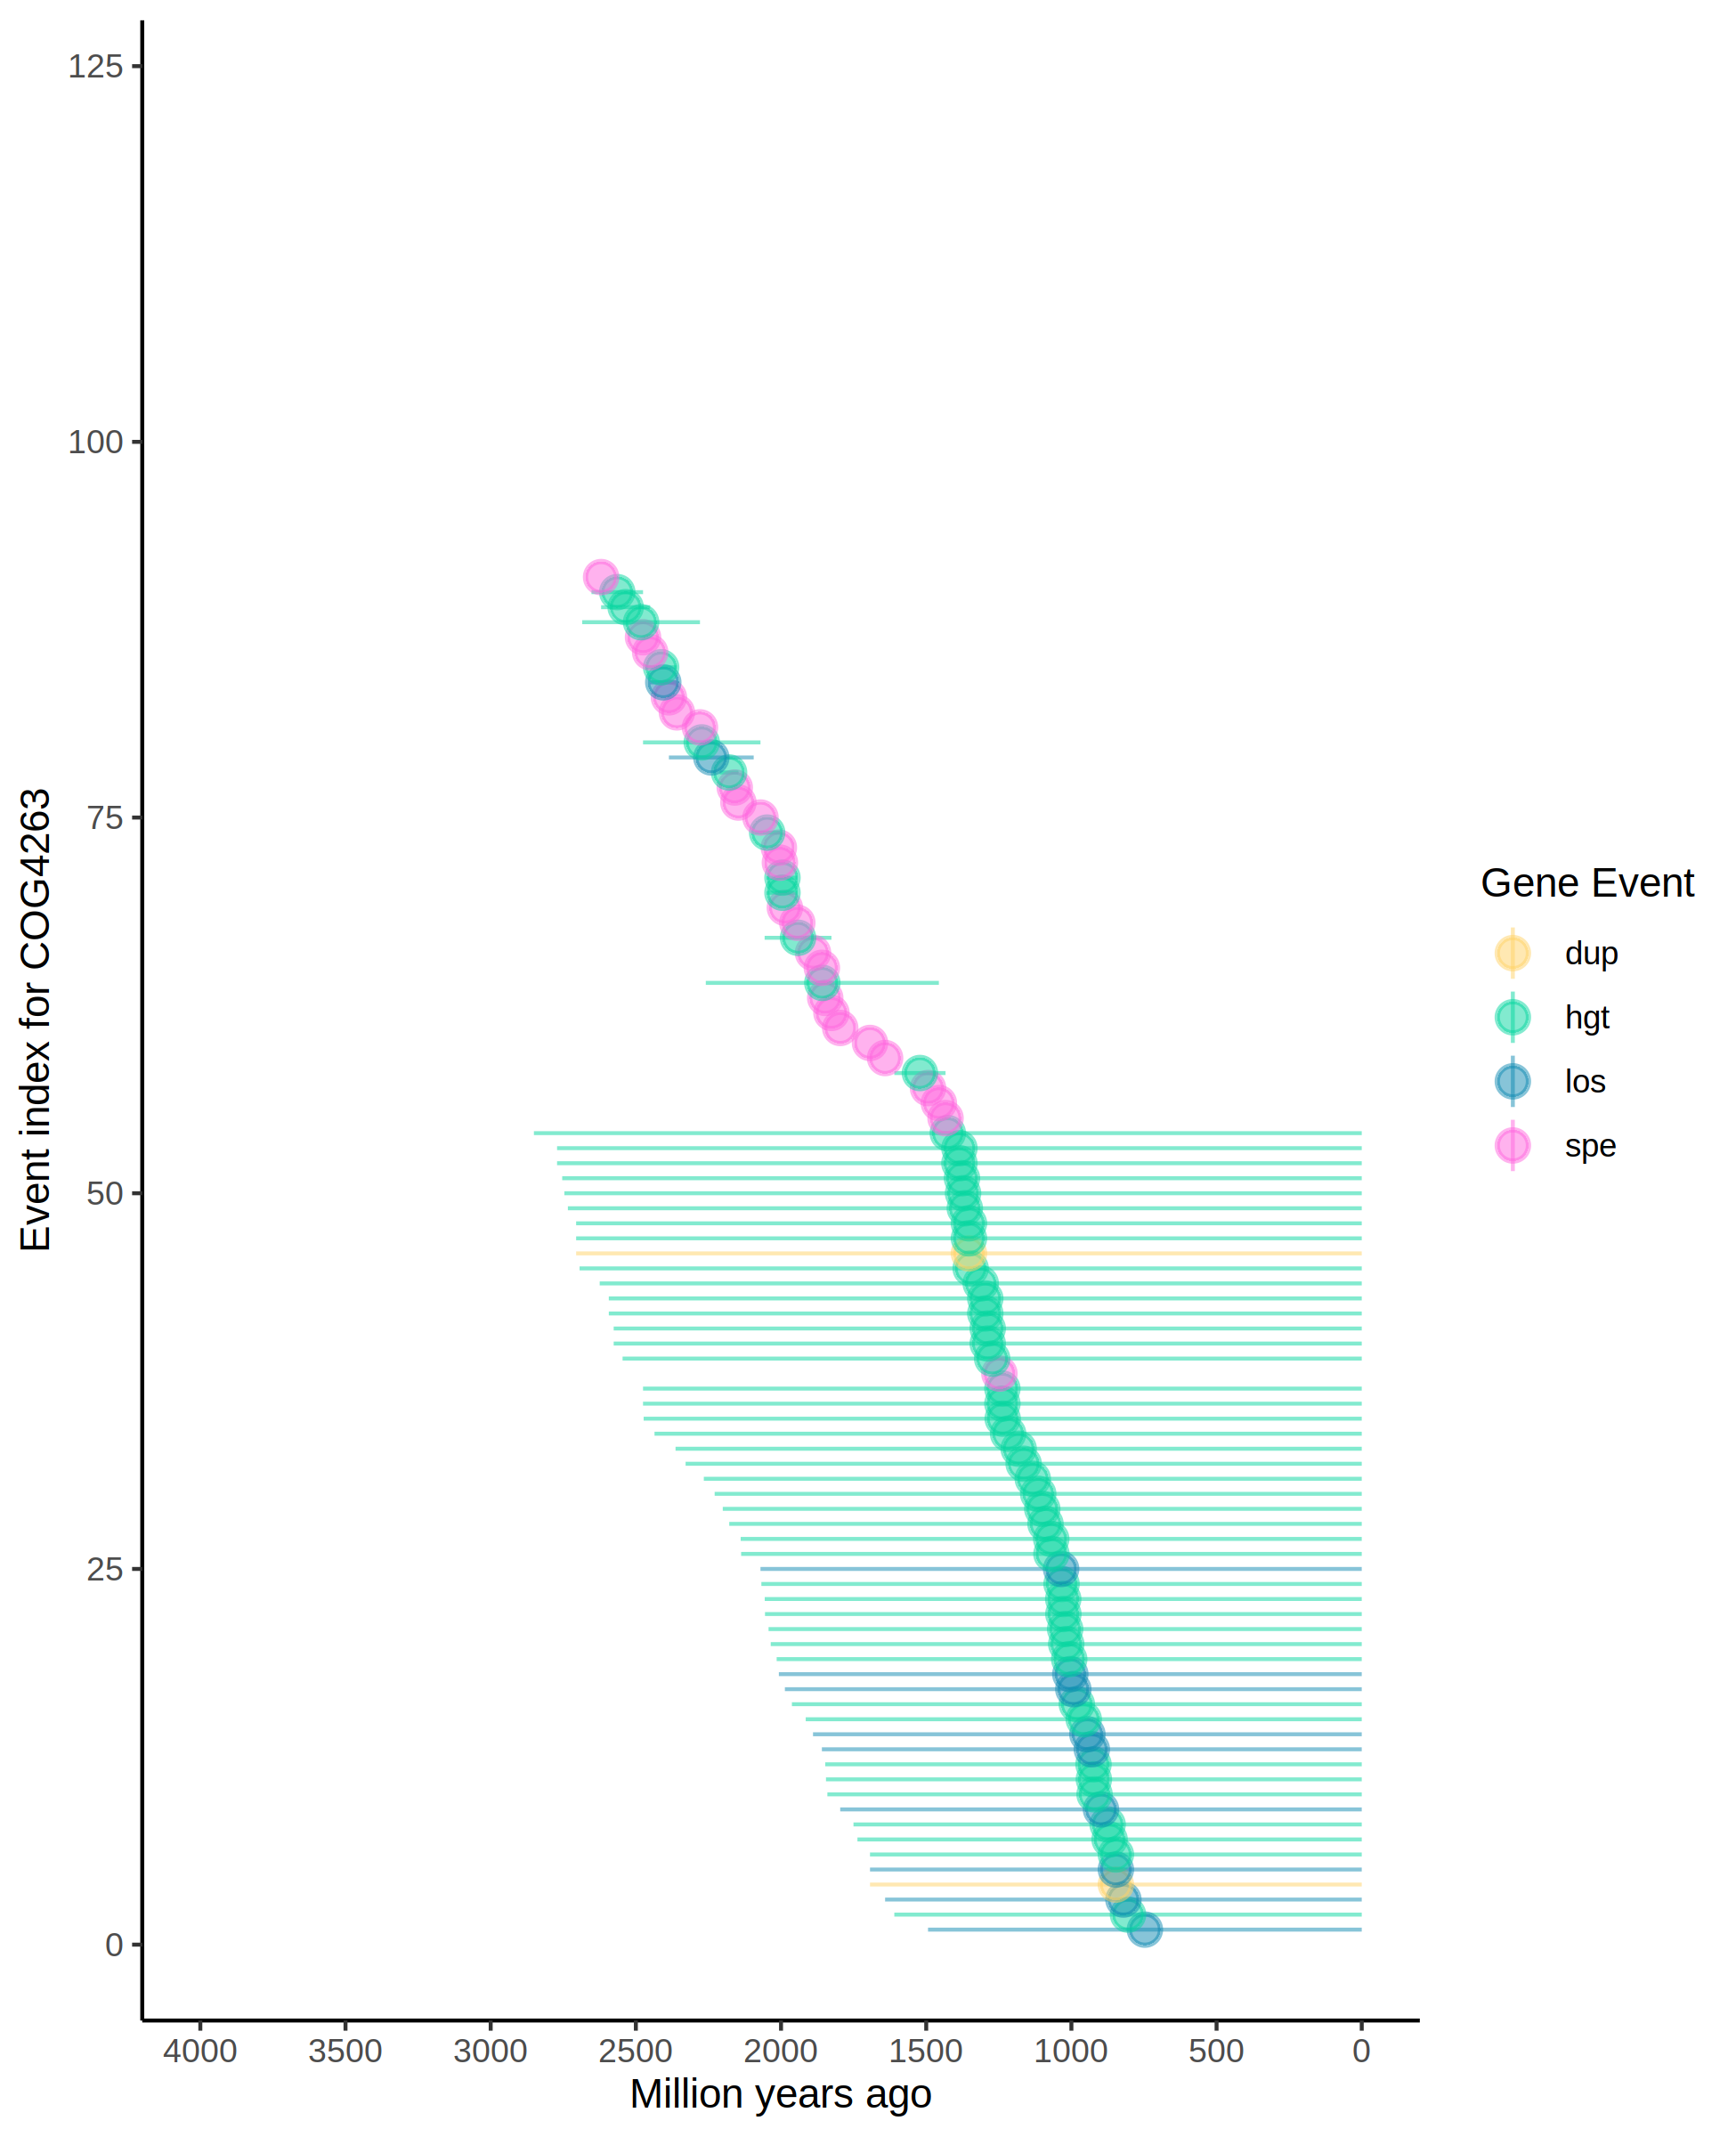 125
100
75
50
25
0
Event index for COG4263
4000 3500 3000 2500 2000 1500 1000 500 0
Million years ago
Gene Event
dup
hgt
los
spe